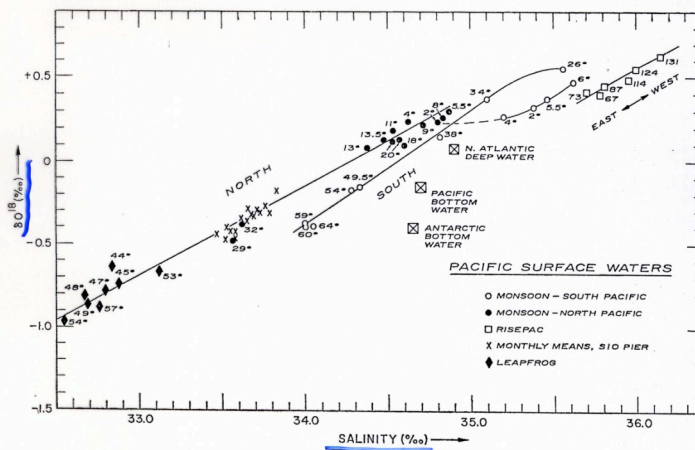 +0.5
0
-0.5
-1.0
-1.5
δO¹⁸(‰)
26°
34°
6°
5.5°
2°
4°
131
124
114
87
73
67
EAST WEST
8°
5.5°
4°
2°
11°
9°
13.5°
18°
20°
13°
38°
NORTH
SOUTH
49.5°
54°
59°
64°
60°
32°
29°
44°
53°
47°
45°
48°
49°
57°
54°
N. ATLANTIC
DEEP WATER
PACIFIC
BOTTOM
WATER
ANTARCTIC
BOTTOM
WATER
PACIFIC SURFACE WATERS
MONSOON - SOUTH PACIFIC
MONSOON - NORTH PACIFIC
RISEPAC
MONTHLY MEANS, SIO PIER
LEAPFROG
33.0 34.0 35.0 36.0
SALINITY (‰)